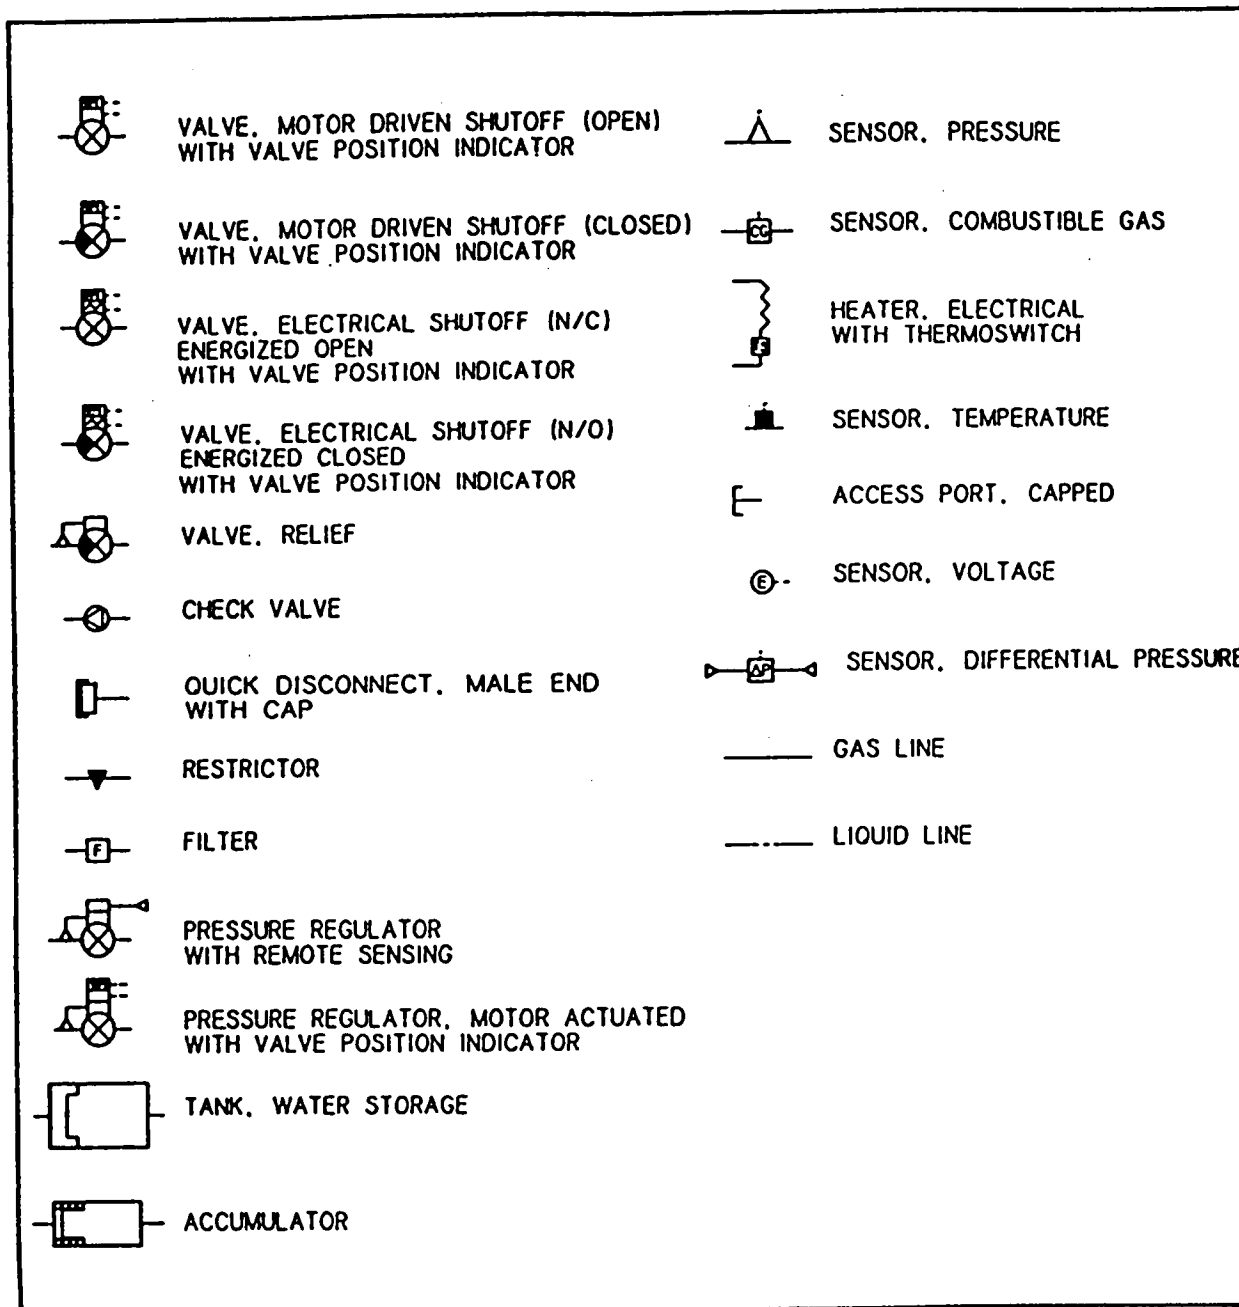 VALVE. MOTOR DRIVEN SHUTOFF (OPEN)
WITH VALVE POSITION INDICATOR
VALVE. MOTOR DRIVEN SHUTOFF (CLOSED)
WITH VALVE POSITION INDICATOR
VALVE. ELECTRICAL SHUTOFF (N/C)
ENERGIZED OPEN
WITH VALVE POSITION INDICATOR
VALVE. ELECTRICAL SHUTOFF (N/O)
ENERGIZED CLOSED
WITH VALVE POSITION INDICATOR
VALVE. RELIEF
CHECK VALVE
QUICK DISCONNECT. MALE END
WITH CAP
RESTRICTOR
F
FILTER
PRESSURE REGULATOR
WITH REMOTE SENSING
PRESSURE REGULATOR. MOTOR ACTUATED
WITH VALVE POSITION INDICATOR
TANK. WATER STORAGE
ACCUMULATOR
SENSOR. PRESSURE
CG
SENSOR. COMBUSTIBLE GAS
HEATER. ELECTRICAL
WITH THERMOSWITCH
SENSOR. TEMPERATURE
ACCESS PORT. CAPPED
E
SENSOR. VOLTAGE
ΔP
SENSOR. DIFFERENTIAL PRESSURE
GAS LINE
LIQUID LINE